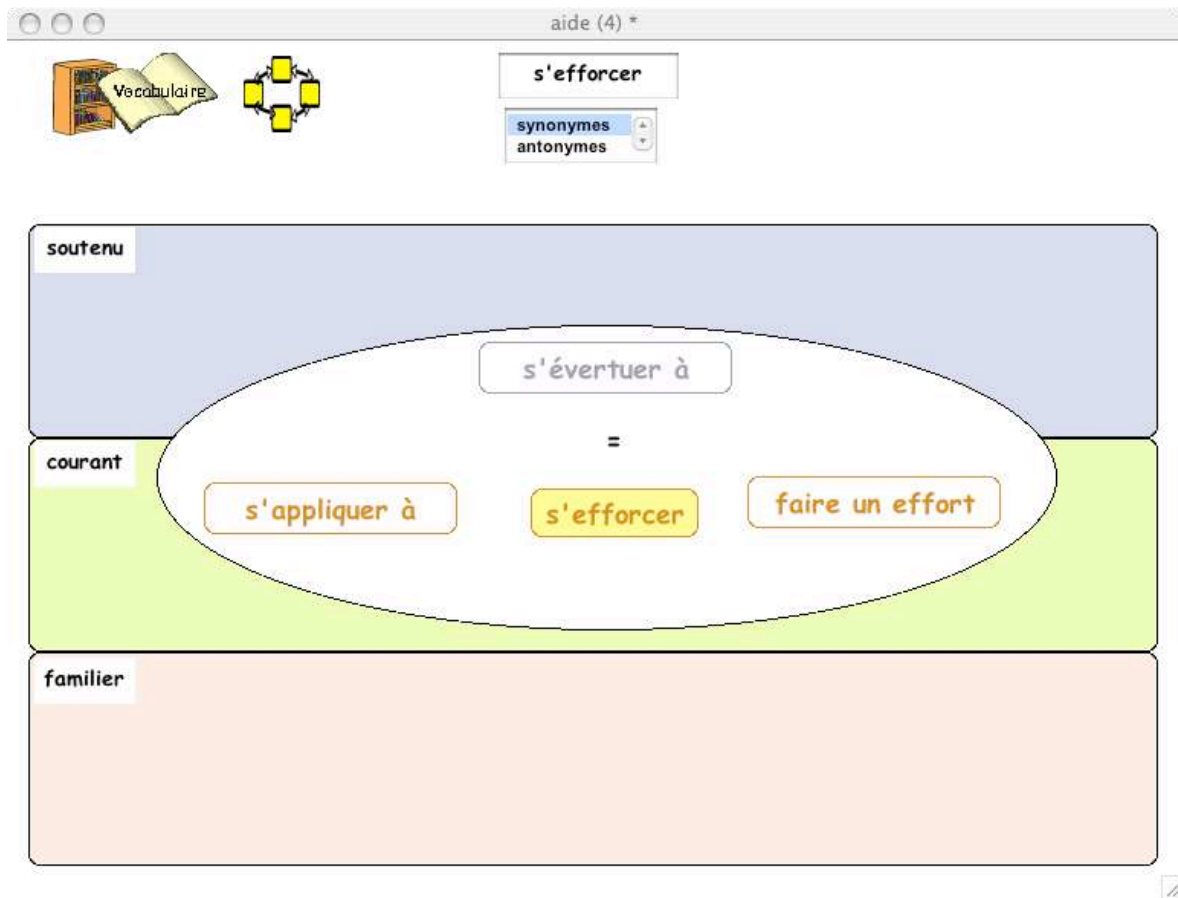 aide (4) *
Vocabulaire
s'efforcer
synonymes
antonymes
soutenu
s'évertuer à
=
courant
s'appliquer à
s'efforcer
faire un effort
familier